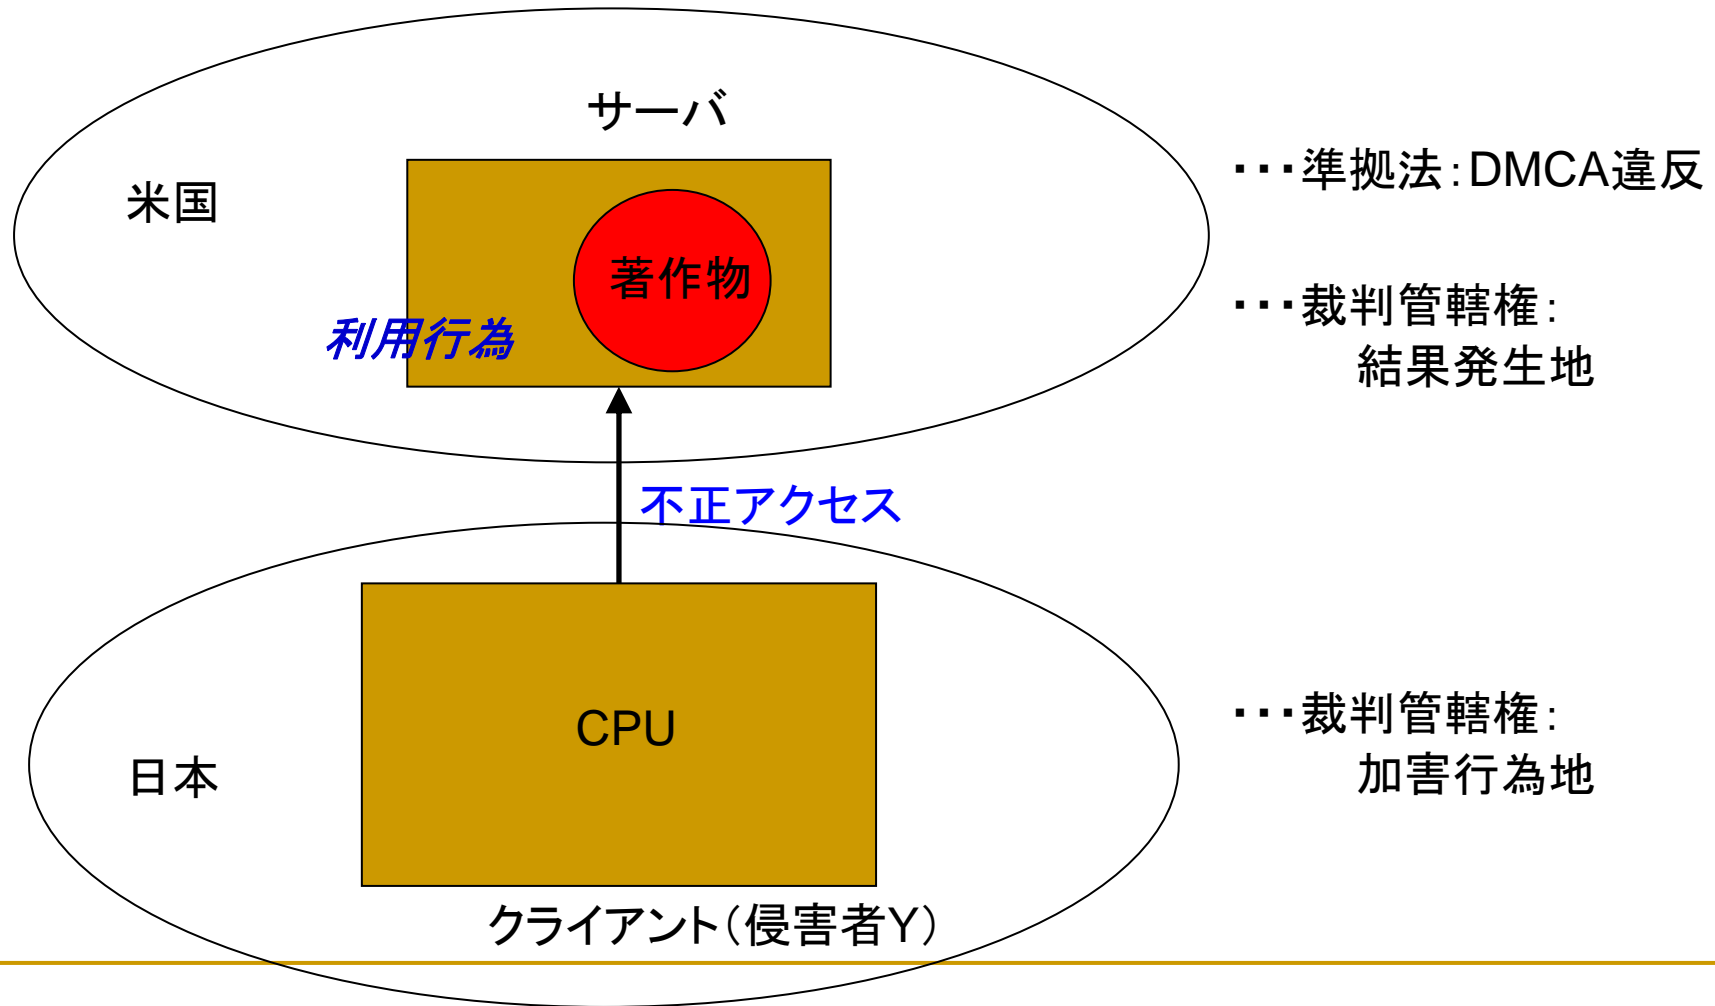 サーバ
米国
著作物
利用行為
・・・準拠法：DMCA違反
・・・裁判管轄権：
結果発生地
不正アクセス
CPU
日本
・・・裁判管轄権：
加害行為地
クライアント（侵害者Y）